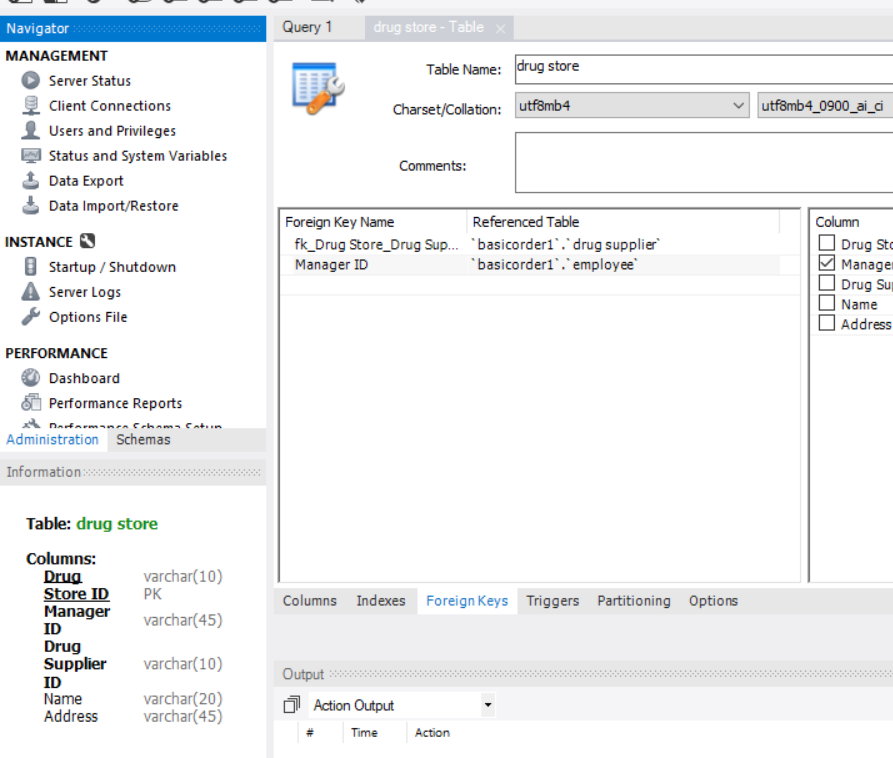 Query 1
drug store - Table
Navigator
MANAGEMENT
Server Status
Client Connections
Users and Privileges
Status and System Variables
Data Export
Data Import/Restore
INSTANCE
Startup / Shutdown
Server Logs
Options File
PERFORMANCE
Dashboard
Performance Reports
Performance Schema Setup
Administration Schemas
Information
Table: drug store
Columns:
Drug Store ID varchar(10) PK
Manager ID varchar(45)
Drug Supplier ID varchar(10)
Name varchar(20)
Address varchar(45)
Table Name: drug store
Charset/Collation: utf8mb4 utf8mb4_0900_ai_ci
Comments:
Foreign Key Name Referenced Table
fk_Drug Store_Drug Sup... `basicorder1`.`drug supplier`
Manager ID `basicorder1`.`employee`
Column
Drug Sto
Manager
Drug Su
Name
Address
Columns Indexes Foreign Keys Triggers Partitioning Options
Output
Action Output
# Time Action